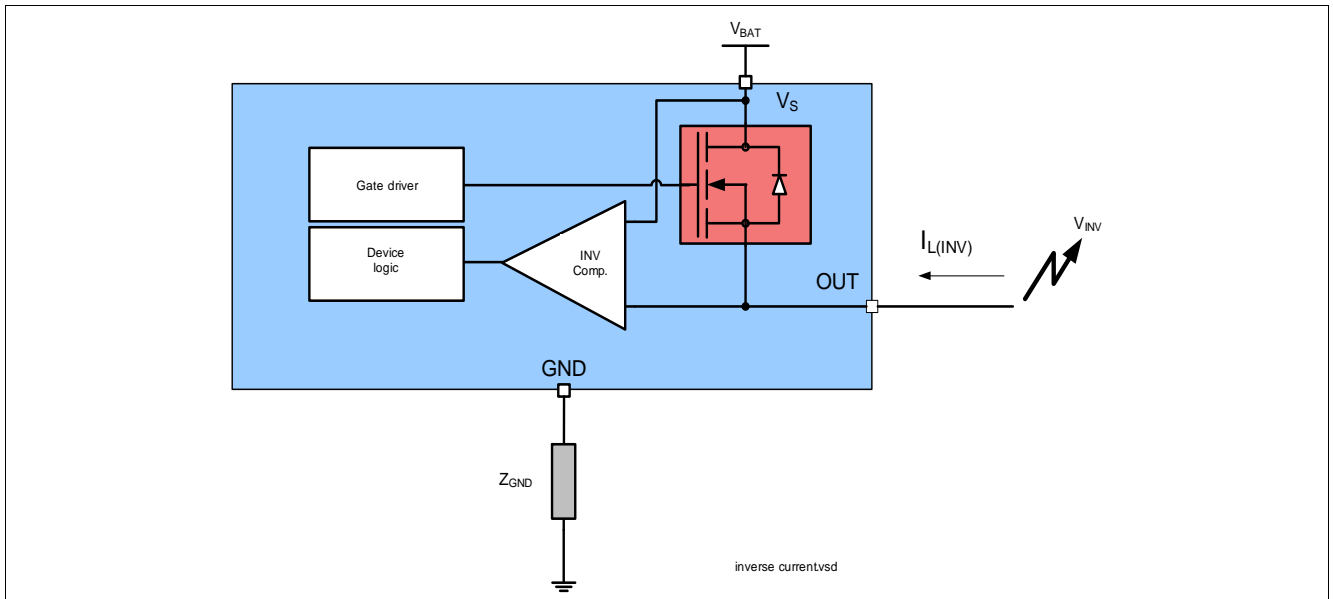 VBAT
VS
Gate driver
Device
logic
INV
Comp.
VINV
IL(INV)
OUT
GND
ZGND
inverse current.vsd